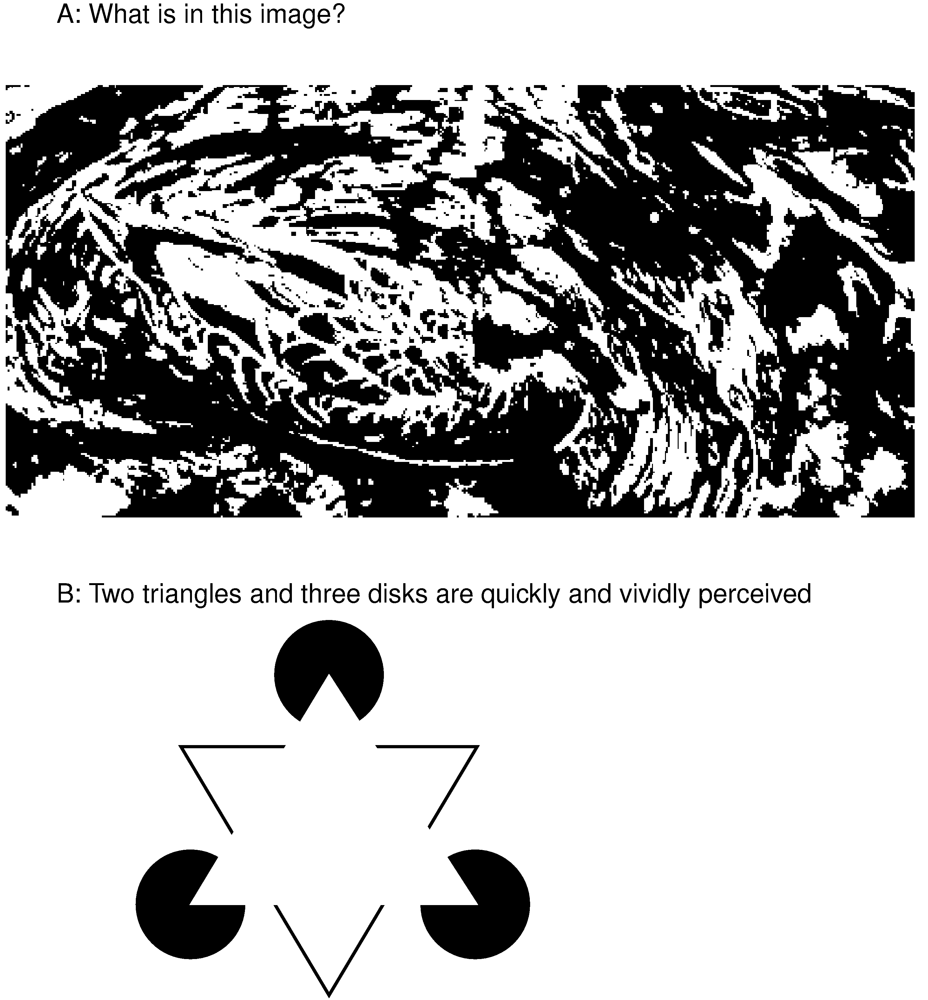 A: What is in this image?
B: Two triangles and three disks are quickly and vividly perceived